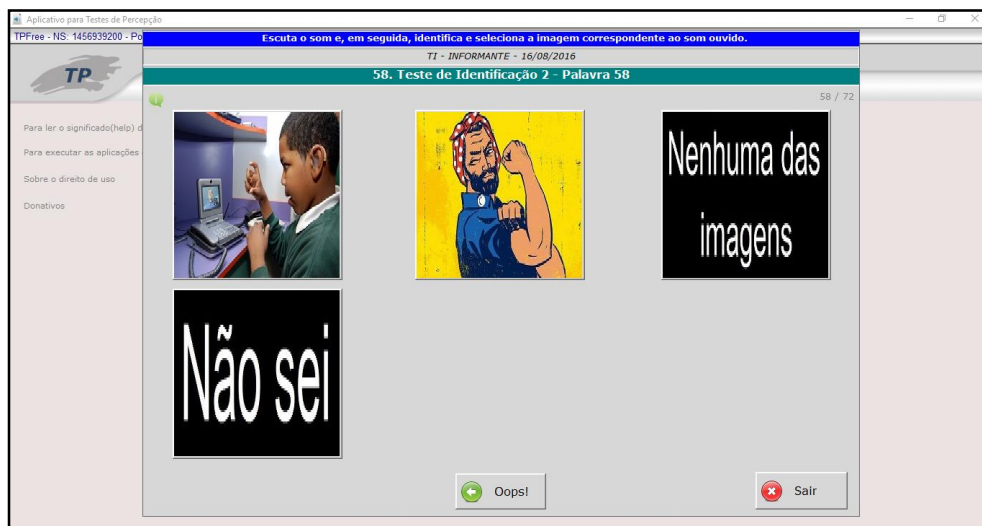 Aplicativo para Testes de Percepção
TPFree - NS: 1456939200 - Po
Escuta o som e, em seguida, identifica e seleciona a imagem correspondente ao som ouvido.
TI - INFORMANTE - 16/08/2016
TP
58. Teste de Identificação 2 - Palavra 58
58 / 72
Para ler o significado(help) d
Para executar as aplicações
Sobre o direito de uso
Donativos
Nenhuma das
imagens
Não sei
Oops!
Sair